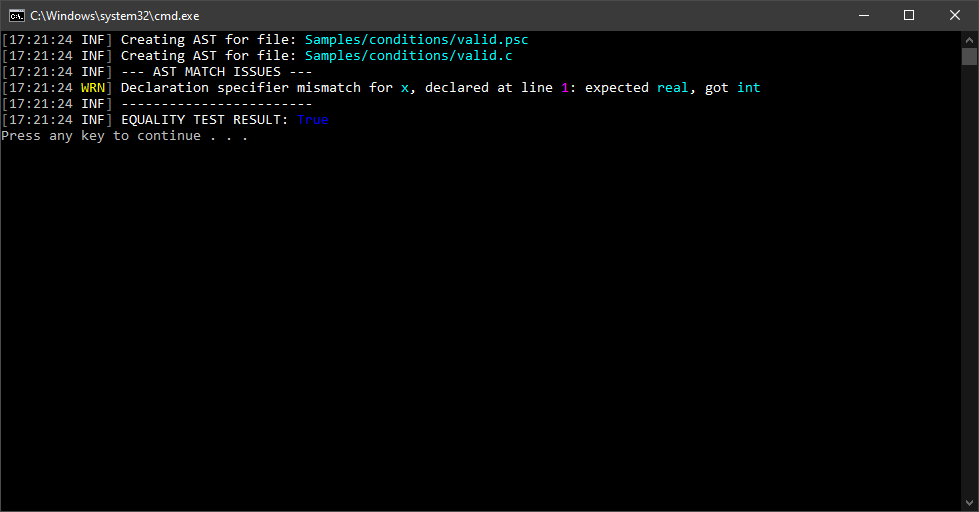 C:\Windows\system32\cmd.exe
[17:21:24 INF] Creating AST for file: Samples/conditions/valid.psc
[17:21:24 INF] Creating AST for file: Samples/conditions/valid.c
[17:21:24 INF] --- AST MATCH ISSUES ---
[17:21:24 WRN] Declaration specifier mismatch for x, declared at line 1: expected real, got int
[17:21:24 INF] ------------------------
[17:21:24 INF] EQUALITY TEST RESULT: True
Press any key to continue . . .